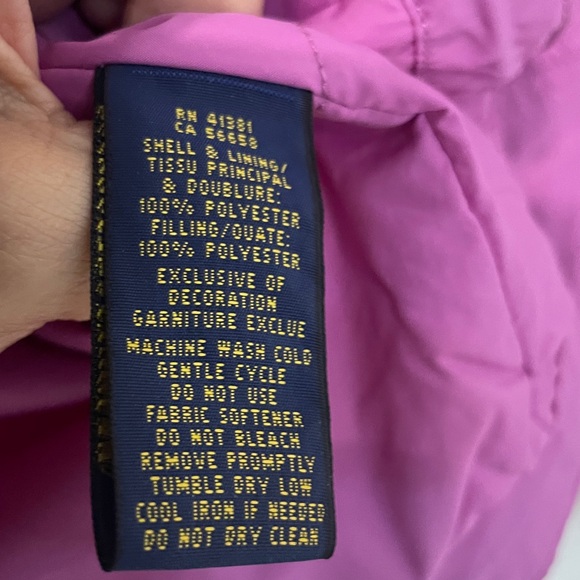 RN 41381
CA 56658
SHELL & LINING/
TISSU PRINCIPAL
& DOUBLURE:
100% POLYESTER
FILLING/OUATE:
100% POLYESTER
EXCLUSIVE OF
DECORATION
GARNITURE EXCLUE
MACHINE WASH COLD
GENTLE CYCLE
DO NOT USE
FABRIC SOFTENER
DO NOT BLEACH
REMOVE PROMPTLY
TUMBLE DRY LOW
COOL IRON IF NEEDED
DO NOT DRY CLEAN